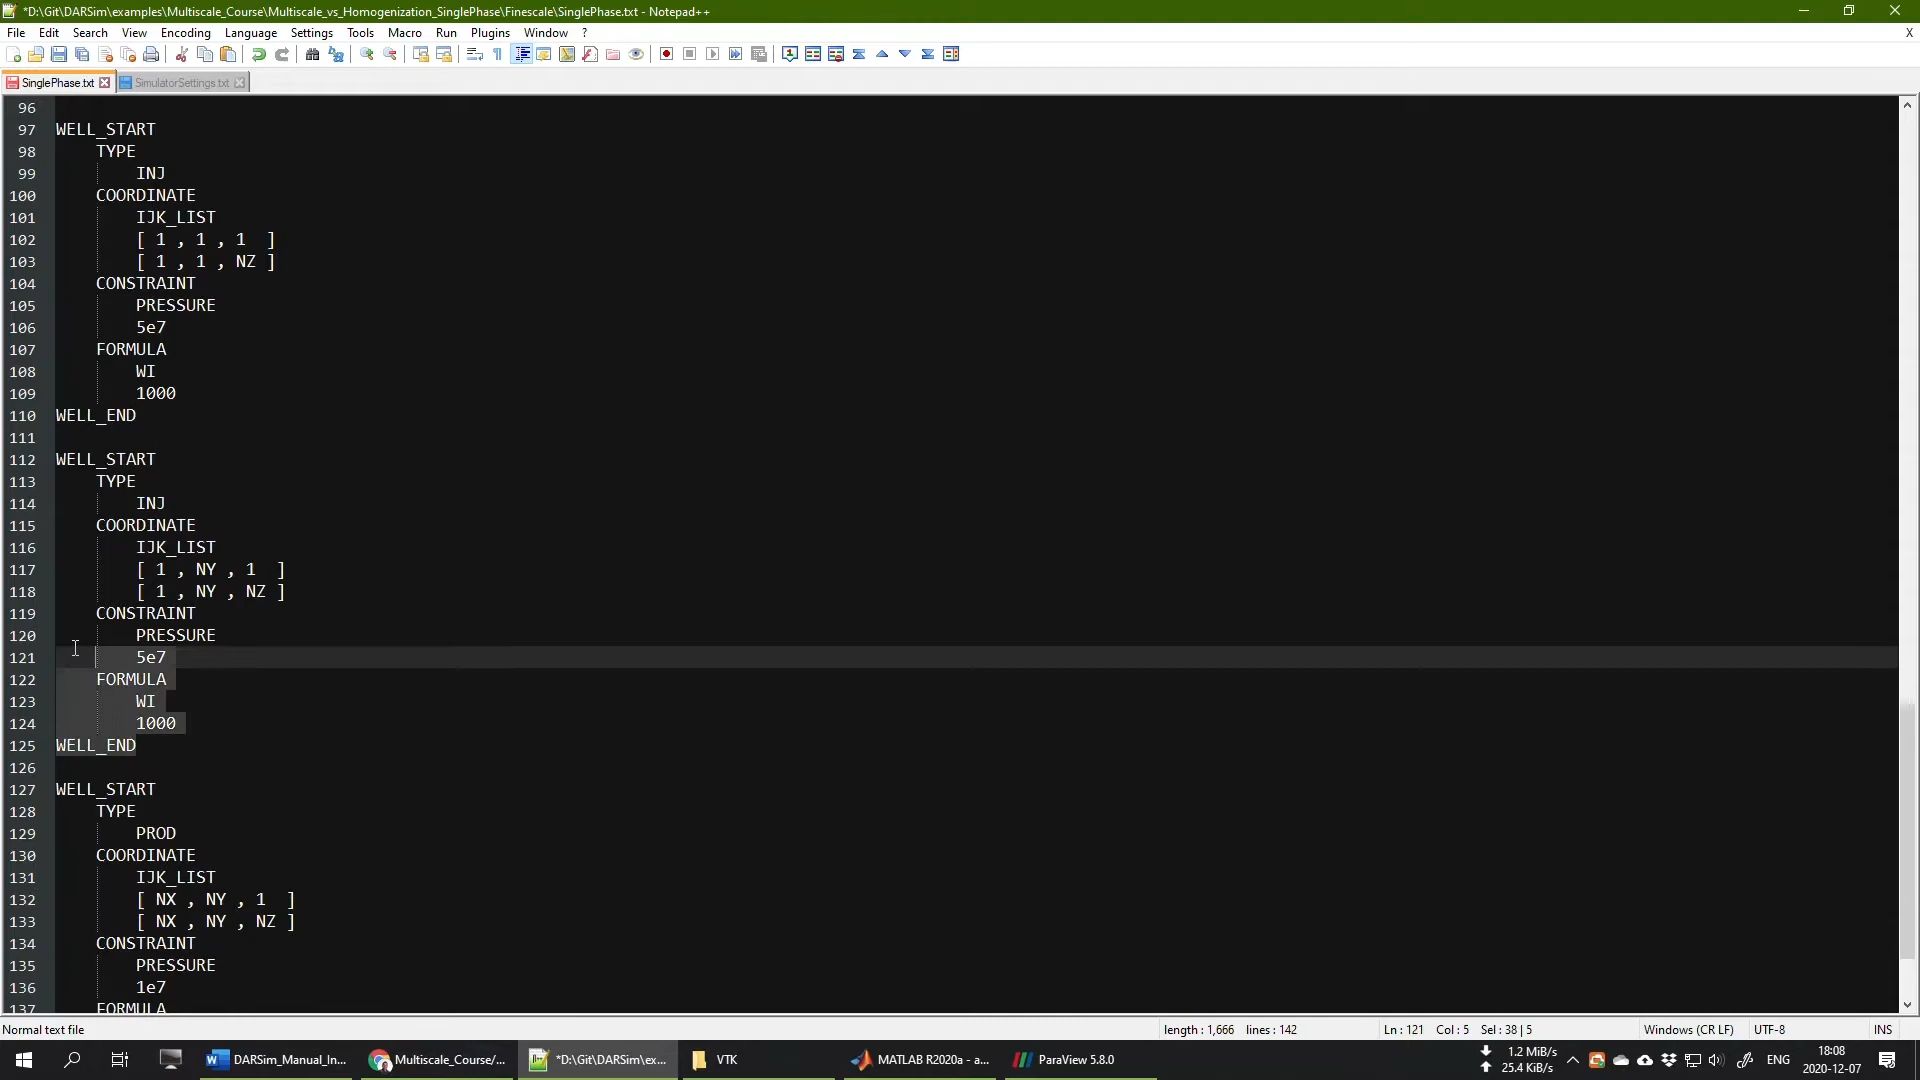 *D:\Git\DARSim\examples\Multiscale_Course\Multiscale_vs_Homogenization_SinglePhase\Finescale\SinglePhase.txt - Notepad++
File Edit Search View Encoding Language Settings Tools Macro Run Plugins Window ? X
SinglePhase.txt SimulatorSettings.txt
96
97 WELL_START
98 TYPE
99 INJ
100 COORDINATE
101 IJK_LIST
102 [ 1 , 1 , 1 ]
103 [ 1 , 1 , NZ ]
104 CONSTRAINT
105 PRESSURE
106 5e7
107 FORMULA
108 WI
109 1000
110 WELL_END
111
112 WELL_START
113 TYPE
114 INJ
115 COORDINATE
116 IJK_LIST
117 [ 1 , NY , 1 ]
118 [ 1 , NY , NZ ]
119 CONSTRAINT
120 PRESSURE
121 5e7
122 FORMULA
123 WI
124 1000
125 WELL_END
126
127 WELL_START
128 TYPE
129 PROD
130 COORDINATE
131 IJK_LIST
132 [ NX , NY , 1 ]
133 [ NX , NY , NZ ]
134 CONSTRAINT
135 PRESSURE
136 1e7
137 FORMULA
Normal text file length : 1,666 lines : 142 Ln : 121 Col : 5 Sel : 38 | 5 Windows (CR LF) UTF-8 INS
DARSim_Manual_In... Multiscale_Course/... *D:\Git\DARSim\ex... VTK MATLAB R2020a - a... ParaView 5.8.0 1.2 MiB/s ENG 18:08
25.4 KiB/s 2020-12-07